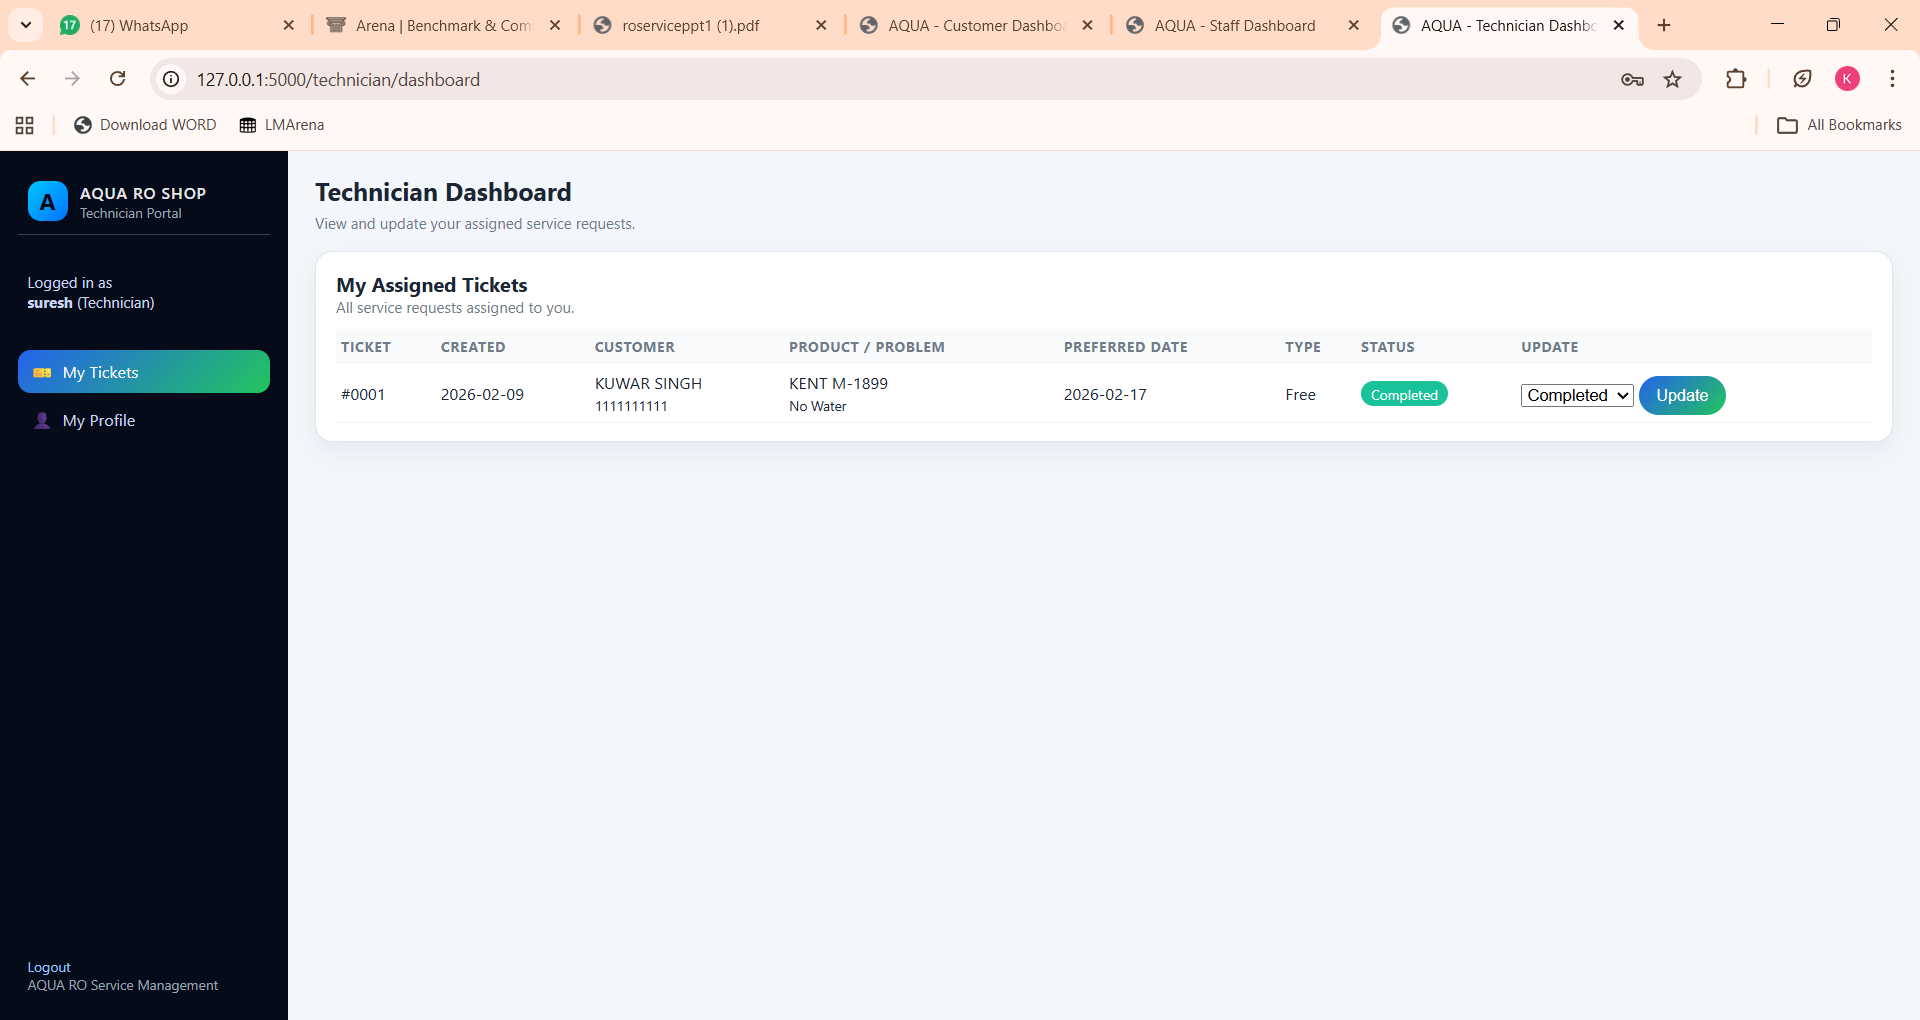 (17) WhatsApp
Arena | Benchmark & Com
roserviceppt1 (1).pdf
AQUA - Customer Dashboa
AQUA - Staff Dashboard
AQUA - Technician Dashbo
127.0.0.1:5000/technician/dashboard
K
Download WORD
LMArena
All Bookmarks
A
AQUA RO SHOP
Technician Portal
Logged in as
suresh (Technician)
My Tickets
My Profile
Logout
AQUA RO Service Management
Technician Dashboard
View and update your assigned service requests.
My Assigned Tickets
All service requests assigned to you.
TICKET CREATED CUSTOMER PRODUCT / PROBLEM PREFERRED DATE TYPE STATUS UPDATE
#0001 2026-02-09 KUWAR SINGH KENT M-1899 2026-02-17 Free Completed Completed Update
1111111111 No Water